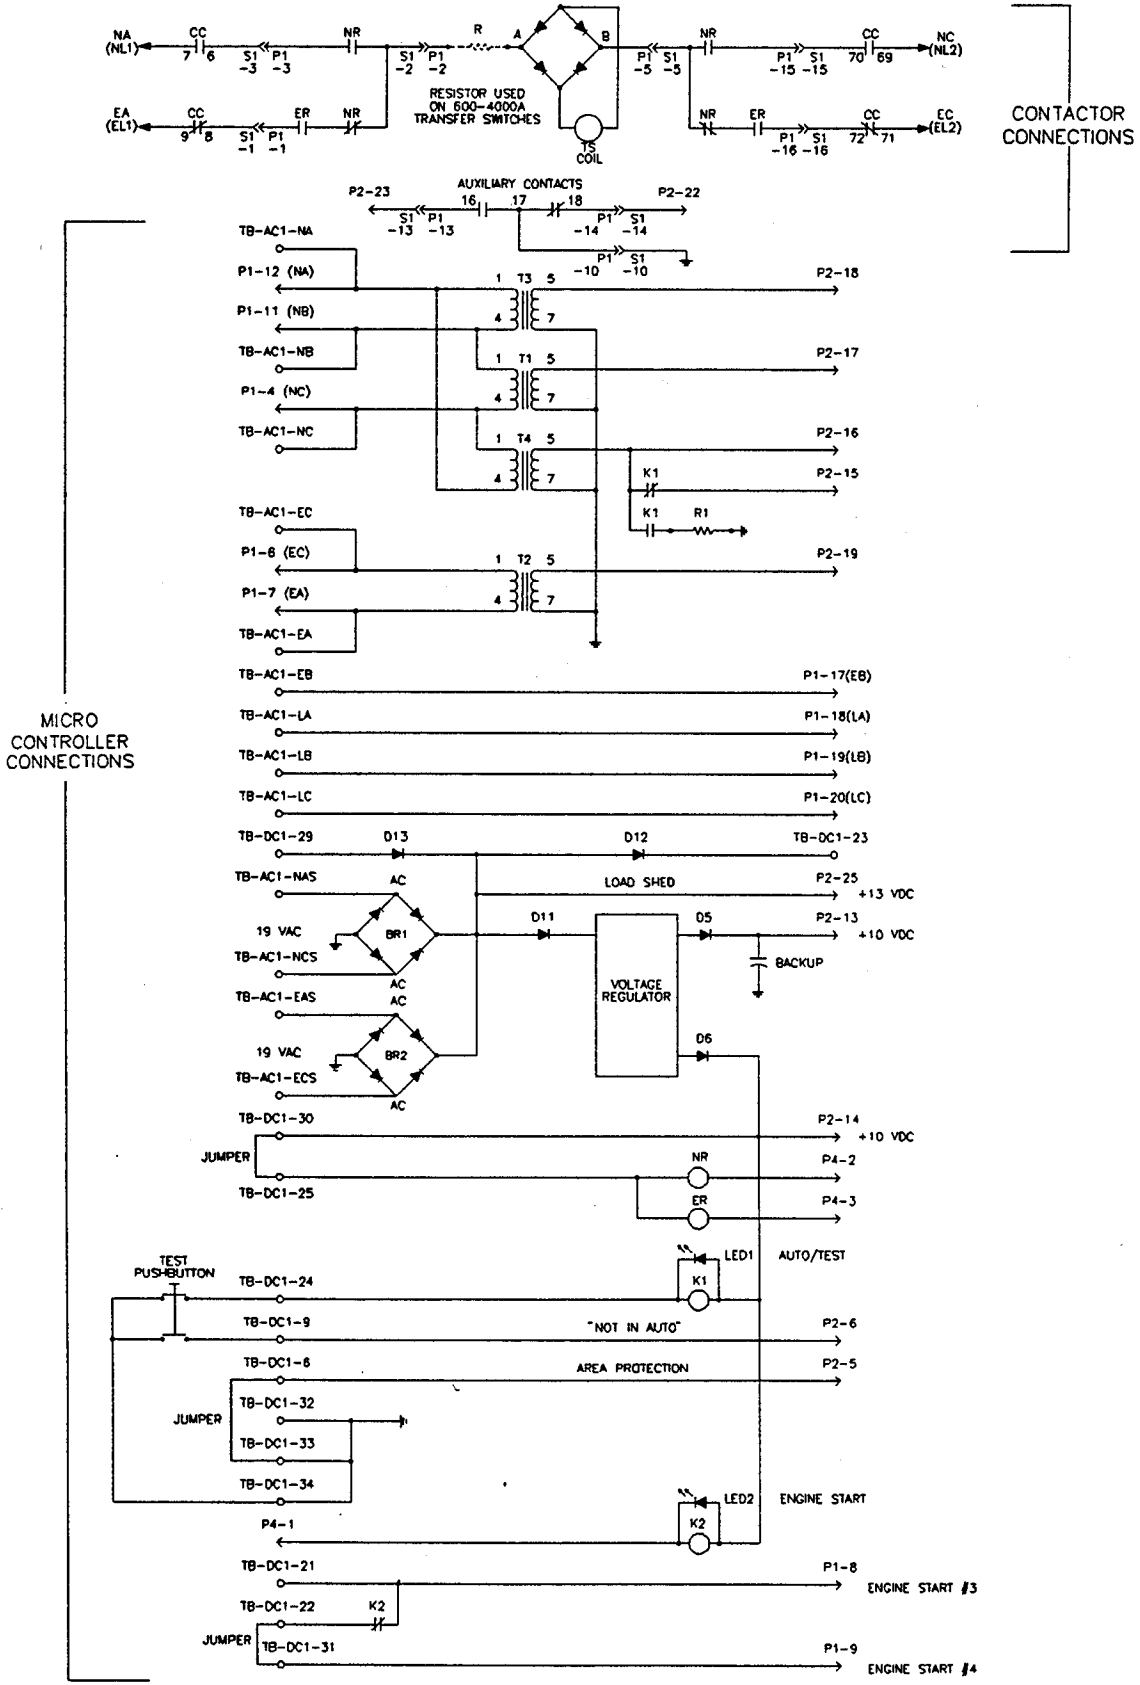 NA
(NL1)
CC
7 6
S1
-3
P1
-3
NR
S1
-2
P1
-2
R
A
B
P1
-5
S1
-5
NR
P1
-15
S1
-15
CC
70 69
NC
(NL2)
RESISTOR USED
ON 600-4000A
TRANSFER SWITCHES
EA
(EL1)
CC
9 8
S1
-1
P1
-1
ER
NR
TS
COIL
NR
ER
P1
-16
S1
-16
CC
72 71
EC
(EL2)
CONTACTOR
CONNECTIONS
AUXILIARY CONTACTS
P2-23
16
17
18
P2-22
S1
-13
P1
-13
P1
-14
S1
-14
P1
-10
S1
-10
TB-AC1-NA
P1-12 (NA)
1 T3 5
P2-18
P1-11 (NB)
4 7
TB-AC1-NB
1 T1 5
P2-17
P1-4 (NC)
4 7
TB-AC1-NC
1 T4 5
P2-16
4 7
K1
P2-15
K1 R1
TB-AC1-EC
P1-6 (EC)
1 T2 5
P2-19
P1-7 (EA)
4 7
TB-AC1-EA
TB-AC1-EB
P1-17(EB)
TB-AC1-LA
P1-18(LA)
TB-AC1-LB
P1-19(LB)
TB-AC1-LC
P1-20(LC)
MICRO
CONTROLLER
CONNECTIONS
TB-DC1-29
D13
D12
TB-DC1-23
TB-AC1-NAS
AC
LOAD SHED
P2-25
+13 VDC
19 VAC
BR1
D11
D5
P2-13
+10 VDC
TB-AC1-NCS
AC
VOLTAGE
REGULATOR
BACKUP
TB-AC1-EAS
AC
19 VAC
BR2
D6
TB-AC1-ECS
AC
TB-DC1-30
P2-14
+10 VDC
JUMPER
NR
P4-2
TB-DC1-25
ER
P4-3
TEST
PUSHBUTTON
LED1
AUTO/TEST
TB-DC1-24
K1
TB-DC1-9
"NOT IN AUTO"
P2-6
TB-DC1-6
AREA PROTECTION
P2-5
JUMPER
TB-DC1-32
TB-DC1-33
TB-DC1-34
LED2
ENGINE START
P4-1
K2
TB-DC1-21
P1-8
ENGINE START #3
TB-DC1-22
K2
JUMPER
TB-DC1-31
P1-9
ENGINE START #4